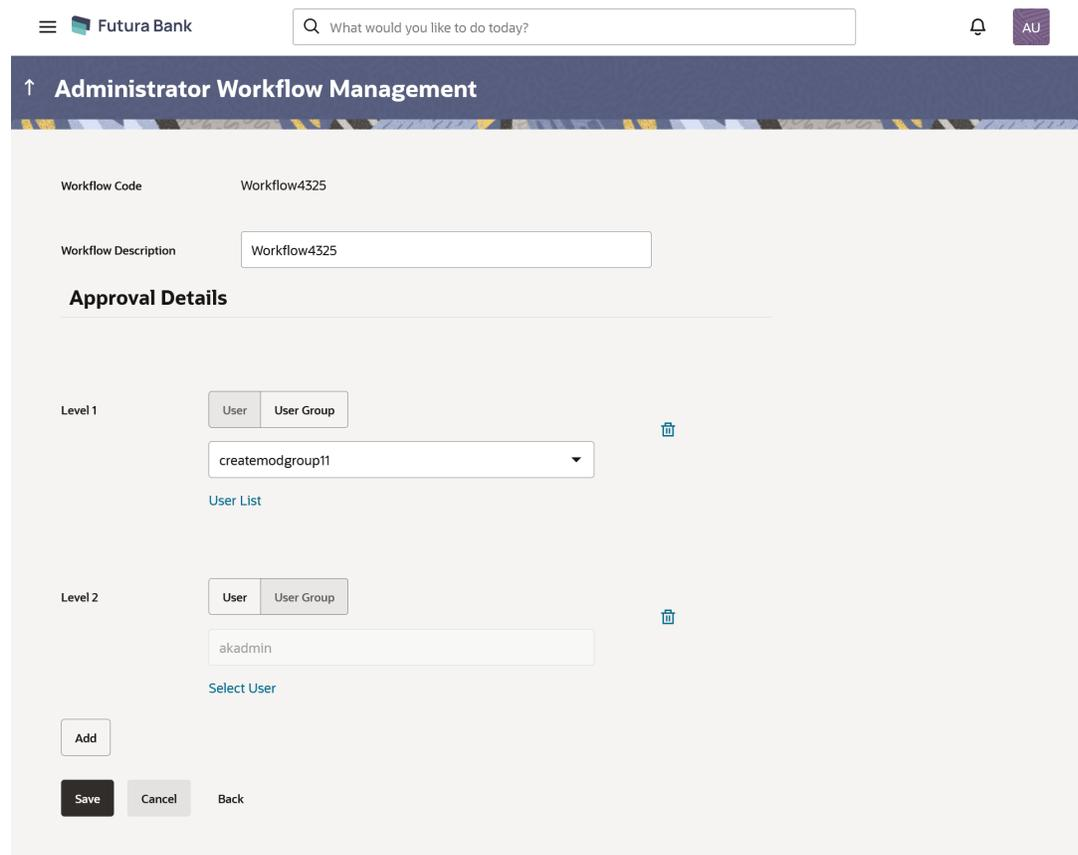 Futura Bank
What would you like to do today?
AU
Administrator Workflow Management
Workflow Code
Workflow4325
Workflow Description
Workflow4325
Approval Details
Level 1
User
User Group
createmodgroup11
User List
Level 2
User
User Group
akadmin
Select User
Add
Save
Cancel
Back